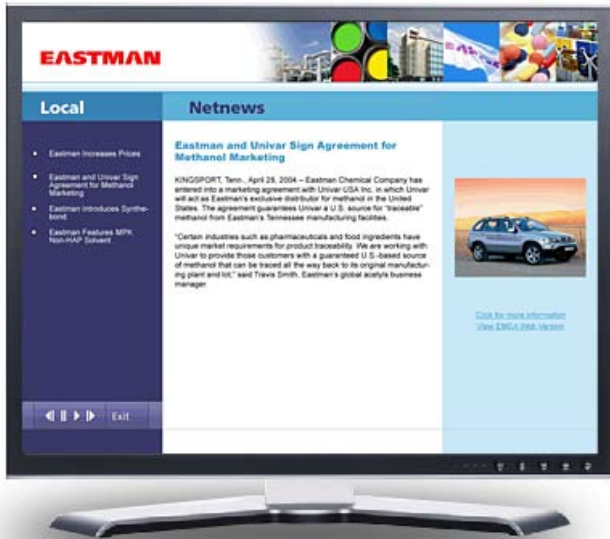 EASTMAN
Local
Netnews
Eastman Increases Prices
Eastman and Univar Sign
Agreement for Methanol
Marketing
Eastman Introduces Synthe-
bond
Eastman Features MPK
Non-HAP Solvent
Exit
Eastman and Univar Sign Agreement for
Methanol Marketing
KINGSPORT, Tenn., April 28, 2004 – Eastman Chemical Company has
entered into a marketing agreement with Univar USA Inc. in which Univar
will act as Eastman's exclusive distributor for methanol in the United
States. The agreement guarantees Univar a U.S. source for "traceable"
methanol from Eastman's Tennessee manufacturing facilities.
"Certain industries such as pharmaceuticals and food ingredients have
unique market requirements for product traceability. We are working with
Univar to provide those customers with a guaranteed U.S.-based source
of methanol that can be traced all the way back to its original manufactur-
ing plant and lot," said Travis Smith, Eastman's global acetyls business
manager.
Click for more information
View EMEA Web Version